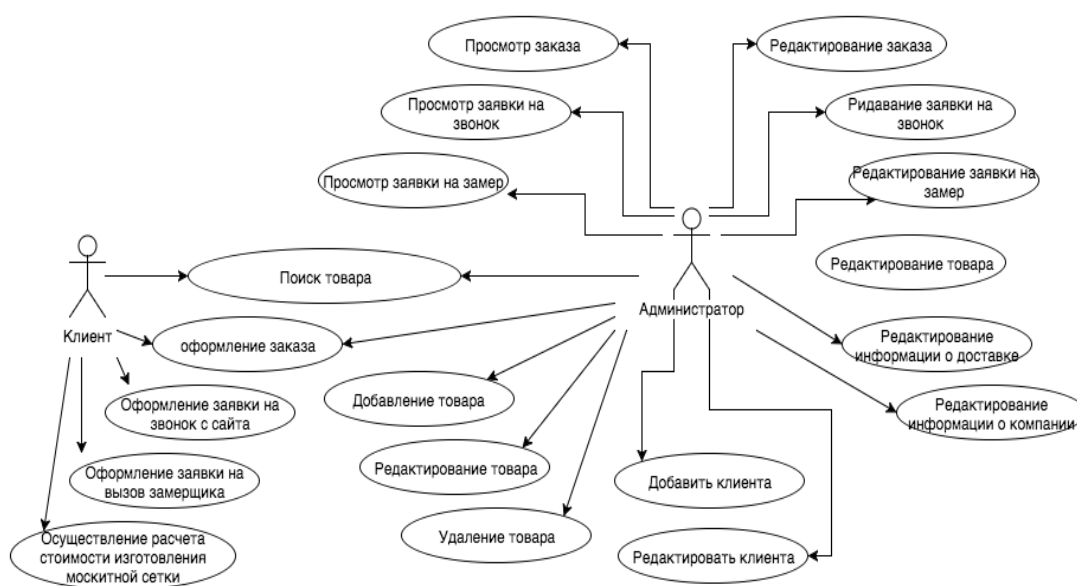 Просмотр заказа
Редактирование заказа
Просмотр заявки на
звонок
Ридавание заявки на
звонок
Просмотр заявки на замер
Редактирование заявки на
замер
Редактирование товара
Поиск товара
Клиент
Администратор
оформление заказа
Редактирование
информации о доставке
Добавление товара
Оформление заявки на
звонок с сайта
Редактирование
информации о компании
Редактирование товара
Оформление заявки на
вызов замерщика
Добавить клиента
Удаление товара
Осуществление расчета
стоимости изготовления
москитной сетки
Редактировать клиента